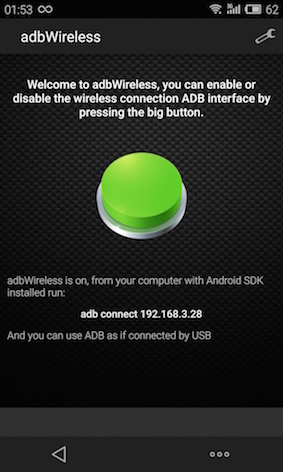 01:53 3G 62
adbWireless
Welcome to adbWireless, you can enable or
disable the wireless connection ADB interface by
pressing the big button.
adbWireless is on, from your computer with Android SDK
installed run:
adb connect 192.168.3.28
And you can use ADB as if connected by USB